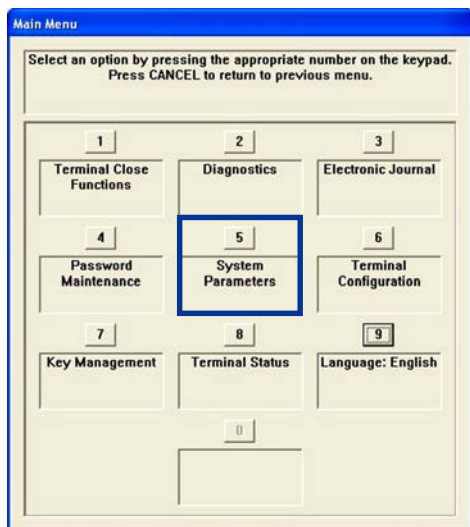 Main Menu
Select an option by pressing the appropriate number on the keypad.
Press CANCEL to return to previous menu.
1
2
3
Terminal Close
Functions
Diagnostics
Electronic Journal
4
5
6
Password
Maintenance
System
Parameters
Terminal
Configuration
7
8
9
Key Management
Terminal Status
Language: English
0